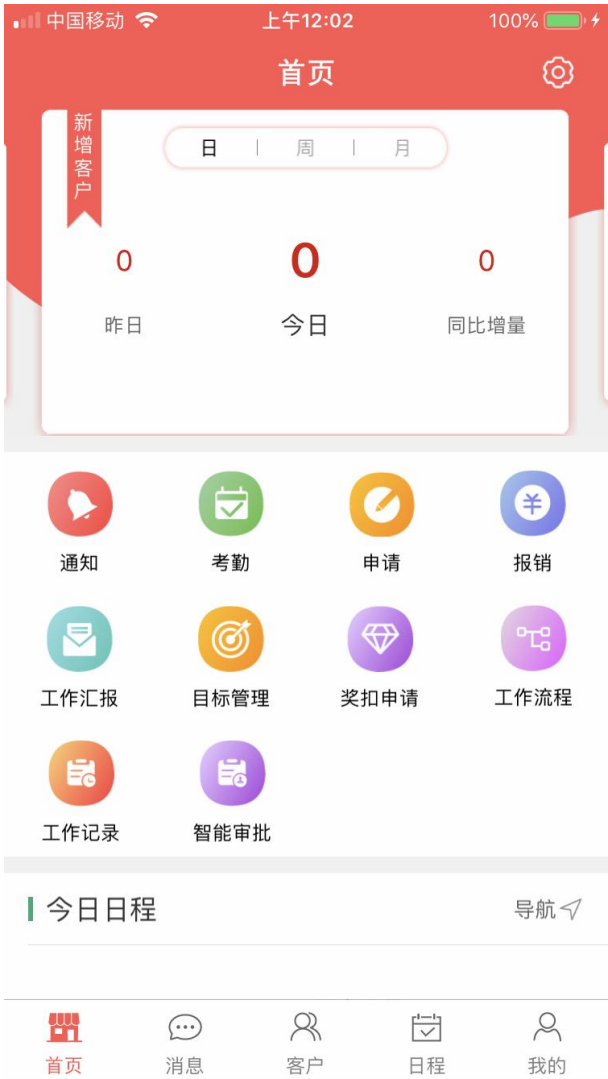 中国移动 上午12:02 100%
首页
新增客户
日 周 月
0 0 0
昨日 今日 同比增量
通知 考勤 申请 报销
工作汇报 目标管理 奖扣申请 工作流程
工作记录 智能审批
今日日程 导航
首页 消息 客户 日程 我的